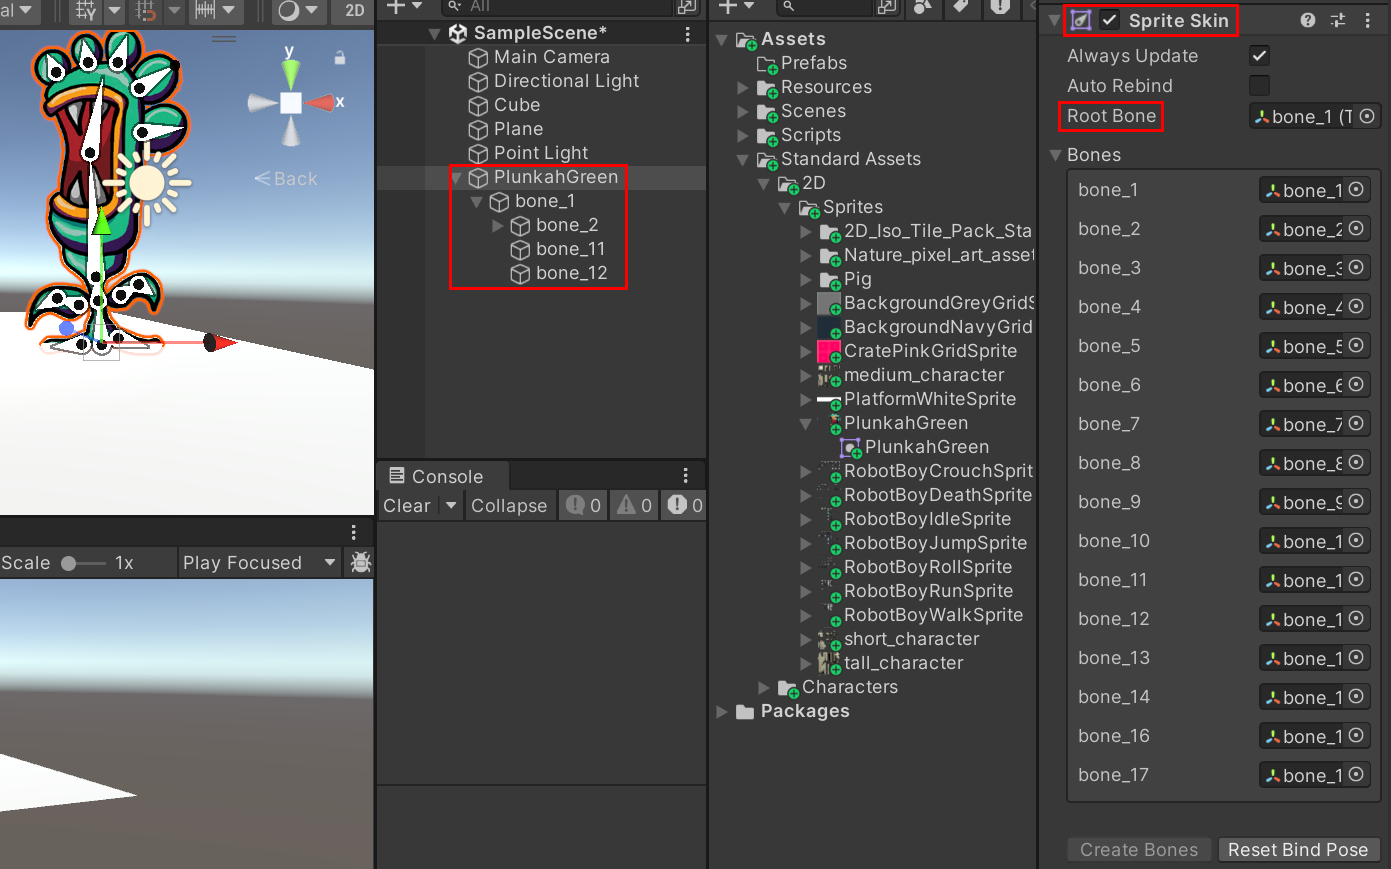 al
2D
y
x
Back
Scale
1x
Play Focused
All
SampleScene*
Main Camera
Directional Light
Cube
Plane
Point Light
PlunkahGreen
bone_1
bone_2
bone_11
bone_12
Console
Clear
Collapse
0
0
0
Assets
Prefabs
Resources
Scenes
Scripts
Standard Assets
2D
Sprites
2D_Iso_Tile_Pack_Sta
Nature_pixel_art_asset
Pig
BackgroundGreyGridS
BackgroundNavyGrid
CratePinkGridSprite
medium_character
PlatformWhiteSprite
PlunkahGreen
PlunkahGreen
RobotBoyCrouchSprit
RobotBoyDeathSprite
RobotBoyIdleSprite
RobotBoyJumpSprite
RobotBoyRollSprite
RobotBoyRunSprite
RobotBoyWalkSprite
short_character
tall_character
Characters
Packages
Sprite Skin
Always Update
Auto Rebind
Root Bone bone_1 (T
Bones
bone_1 bone_1
bone_2 bone_2
bone_3 bone_3
bone_4 bone_4
bone_5 bone_5
bone_6 bone_6
bone_7 bone_7
bone_8 bone_8
bone_9 bone_9
bone_10 bone_1
bone_11 bone_1
bone_12 bone_1
bone_13 bone_1
bone_14 bone_1
bone_16 bone_1
bone_17 bone_1
Create Bones Reset Bind Pose